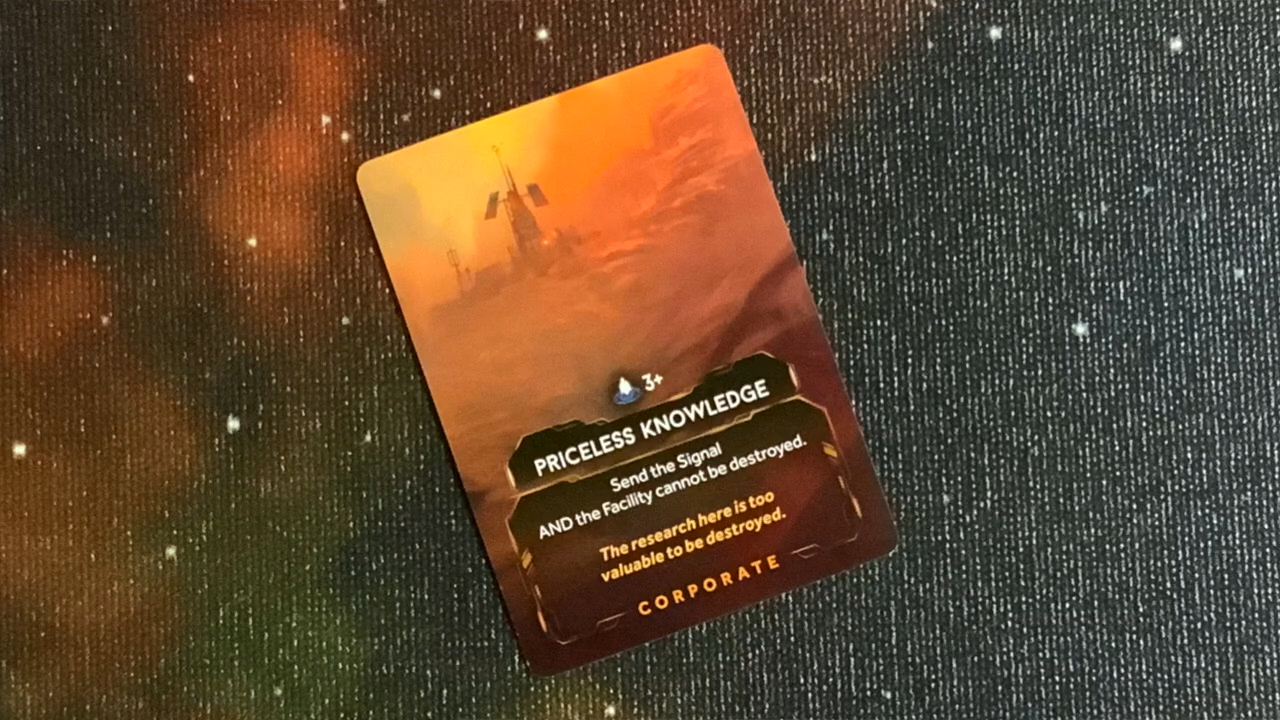 3+
PRICELESS KNOWLEDGE
Send the Signal
AND the Facility cannot be destroyed.
The research here is too
valuable to be destroyed.
CORPORATE